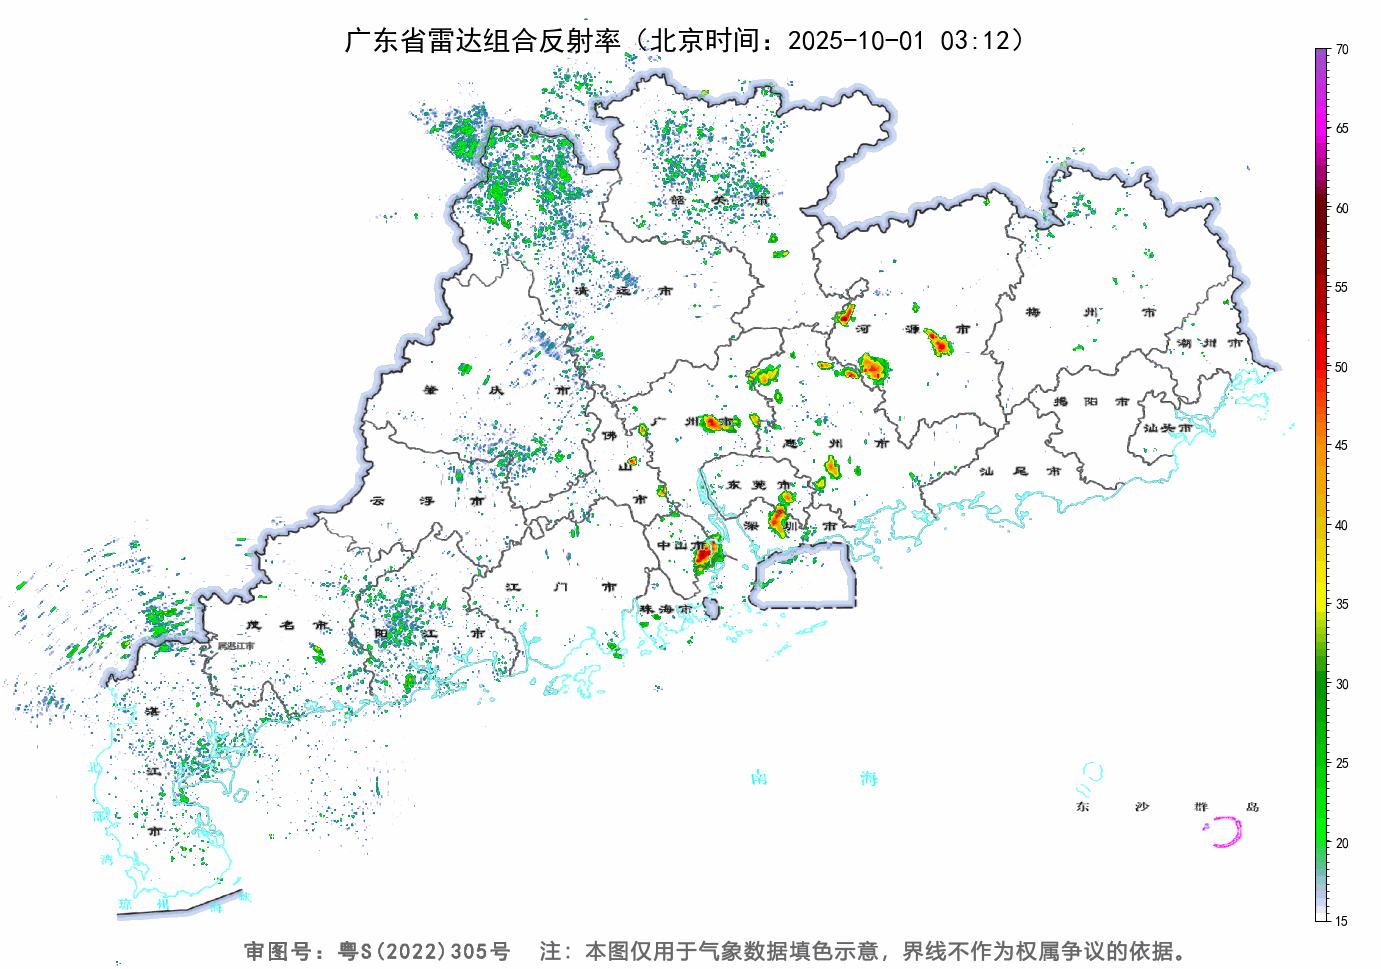 广东省雷达组合反射率（北京时间：2025-10-01 03:12）
70
65
60
55
50
45
40
35
30
25
20
15
韶关市
清远市
河源市
梅州市
潮州市
肇庆市
广州市
惠州市
揭阳市
汕头市
佛山市
汕尾市
云浮市
东莞市
深圳市
中山市
江门市
珠海市
茂名市
阳江市
属湛江市
湛江市
北部湾
琼州海峡
南海
东沙群岛
审图号：粤S(2022)305号 注：本图仅用于气象数据填色示意，界线不作为权属争议的依据。